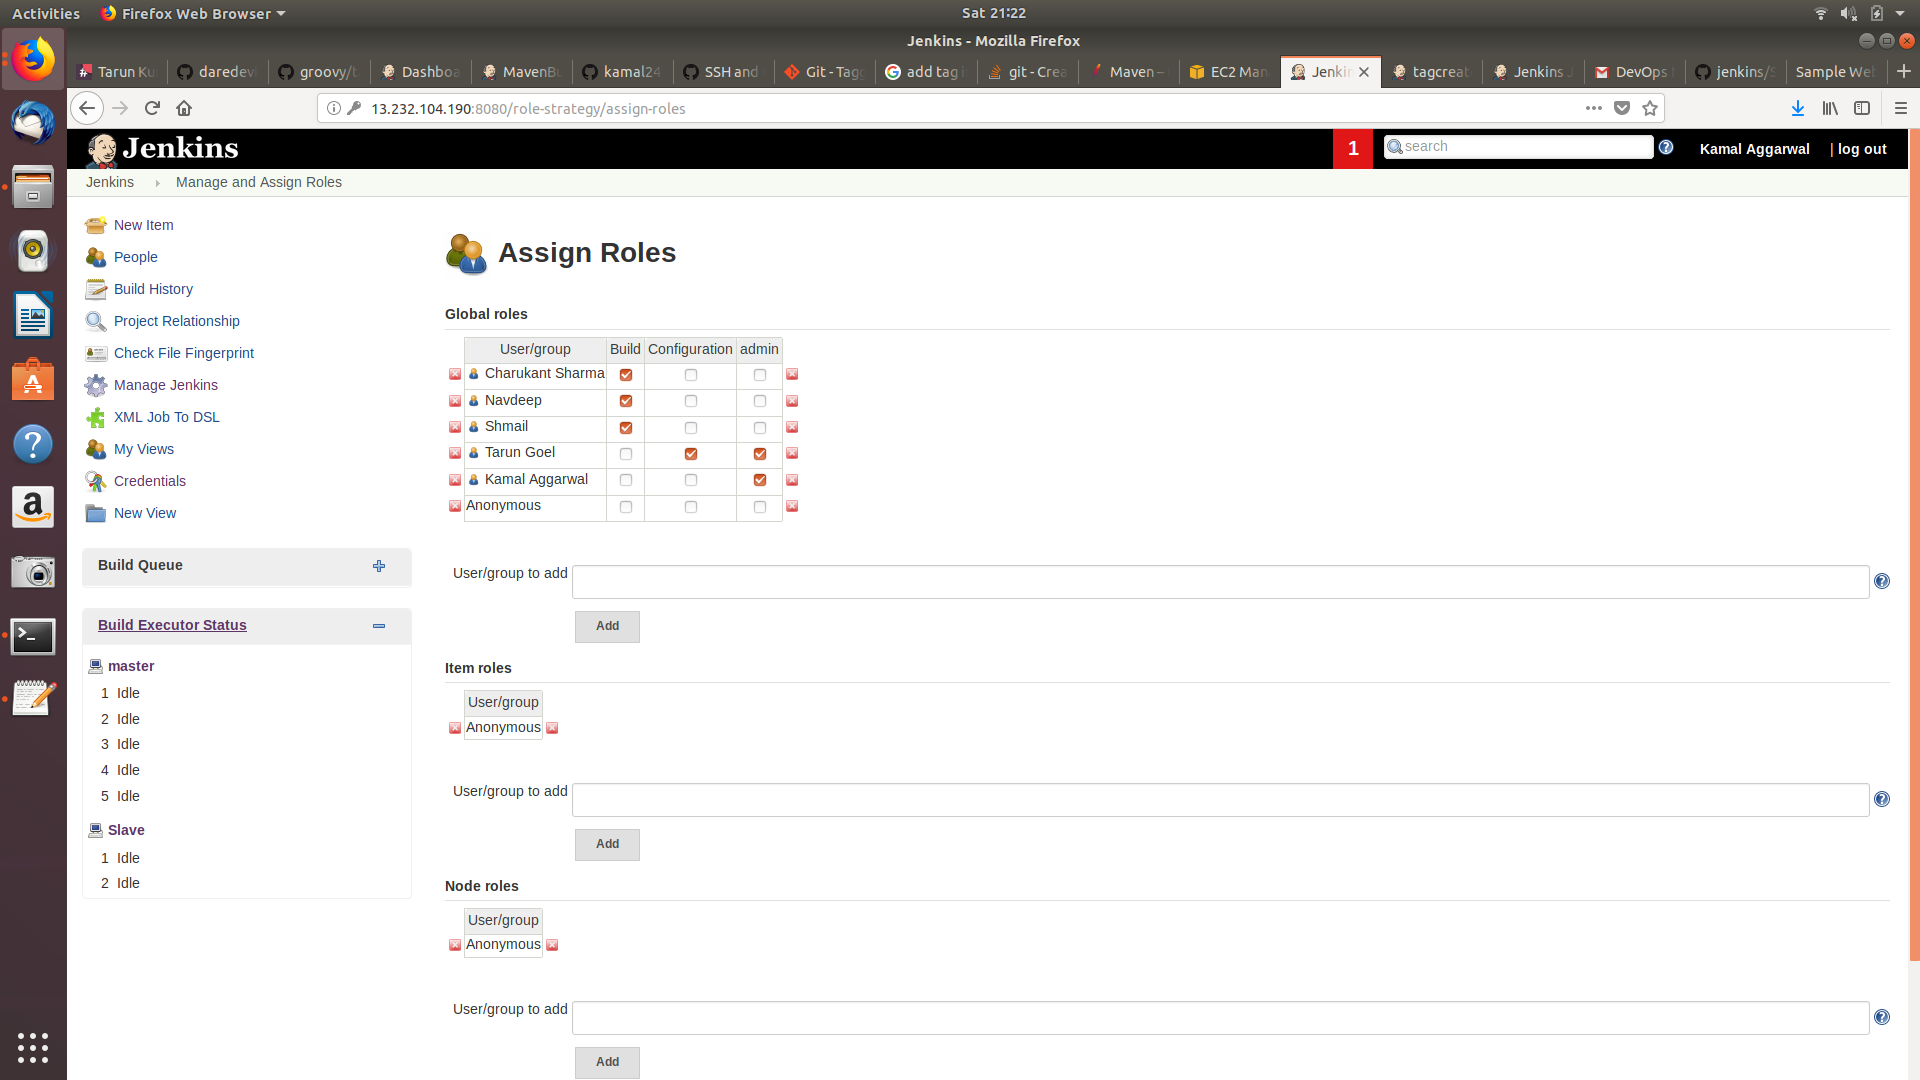 Activities
Firefox Web Browser
Sat 21:22
Jenkins - Mozilla Firefox
Tarun Ku
daredevi
groovy/t
Dashboa
MavenBu
kamal24
SSH and
Git - Tagg
add tag i
git - Crea
Maven –
EC2 Man
Jenkin
tagcreat
Jenkins
DevOps
jenkins/S
Sample We
13.232.104.190:8080/role-strategy/assign-roles
Jenkins
1
search
Kamal Aggarwal
| log out
Jenkins
Manage and Assign Roles
New Item
People
Build History
Project Relationship
Check File Fingerprint
Manage Jenkins
XML Job To DSL
My Views
Credentials
New View
Build Queue
Build Executor Status
master
1 Idle
2 Idle
3 Idle
4 Idle
5 Idle
Slave
1 Idle
2 Idle
Assign Roles
Global roles
User/group Build Configuration admin
Charukant Sharma
Navdeep
Shmail
Tarun Goel
Kamal Aggarwal
Anonymous
User/group to add
Add
Item roles
User/group
Anonymous
User/group to add
Add
Node roles
User/group
Anonymous
User/group to add
Add